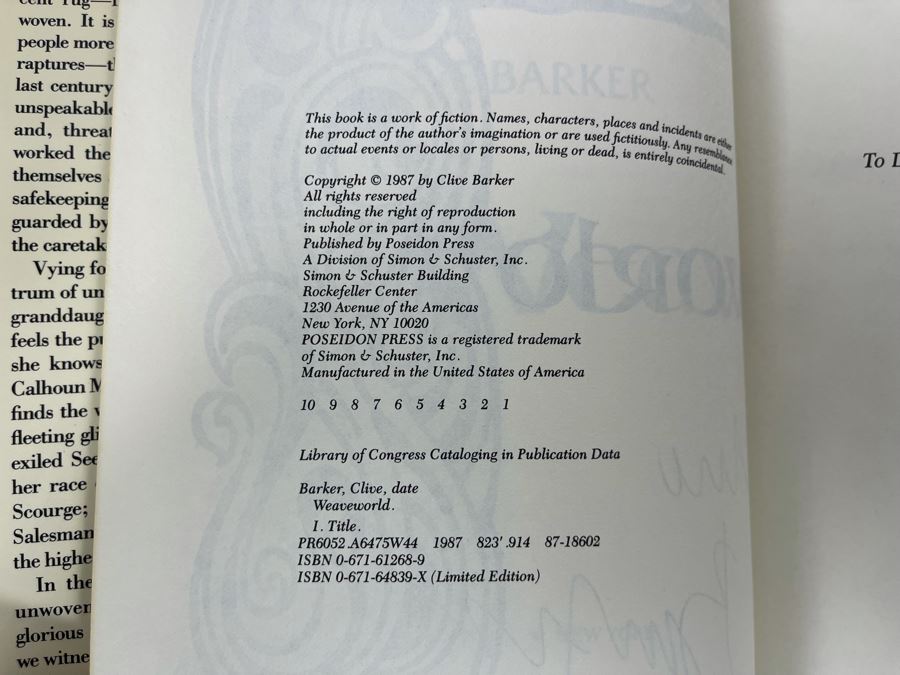 woven. It is
people more
raptures—
last century
unspeakable
and, threat
worked the
themselves
safekeeping
guarded by
the caretak
Vying fo
trum of un
granddaug
feels the
she knows
Calhoun M
finds the
fleeting gli
exiled See
her race
Scourge;
Salesman
the highe
In the
unwoven
glorious
we witne
BARKER
This book is a work of fiction. Names, characters, places and incidents are either
the product of the author's imagination or are used fictitiously. Any resemblance
to actual events or locales or persons, living or dead, is entirely coincidental.
Copyright © 1987 by Clive Barker
All rights reserved
including the right of reproduction
in whole or in part in any form.
Published by Poseidon Press
A Division of Simon & Schuster, Inc.
Simon & Schuster Building
Rockefeller Center
1230 Avenue of the Americas
New York, NY 10020
POSEIDON PRESS is a registered trademark
of Simon & Schuster, Inc.
Manufactured in the United States of America
10 9 8 7 6 5 4 3 2 1
Library of Congress Cataloging in Publication Data
Barker, Clive, date
Weaveworld.
I. Title.
PR6052.A6475W44 1987 823'.914 87-18602
ISBN 0-671-61268-9
ISBN 0-671-64839-X (Limited Edition)
To